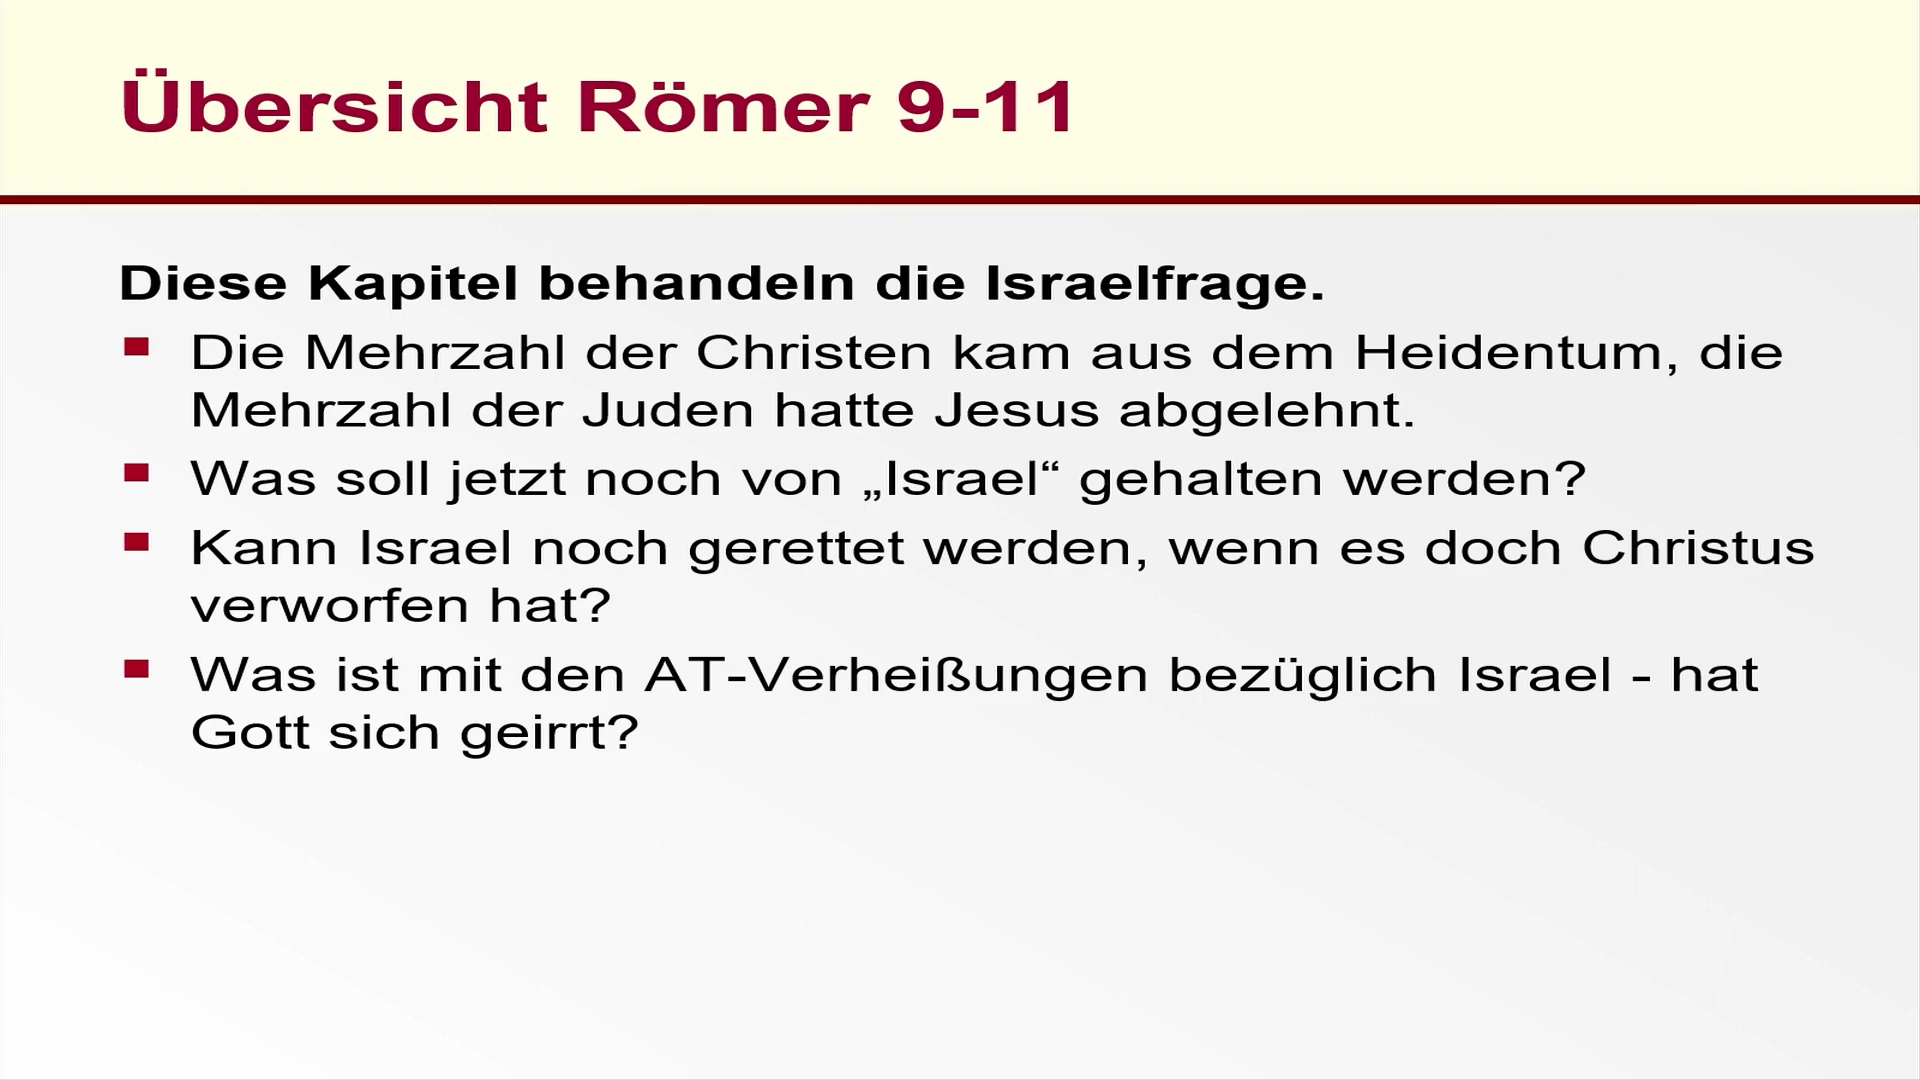 Übersicht Römer 9-11
Diese Kapitel behandeln die Israelfrage.
Die Mehrzahl der Christen kam aus dem Heidentum, die
Mehrzahl der Juden hatte Jesus abgelehnt.
Was soll jetzt noch von „Israel“ gehalten werden?
Kann Israel noch gerettet werden, wenn es doch Christus
verworfen hat?
Was ist mit den AT-Verheißungen bezüglich Israel - hat
Gott sich geirrt?